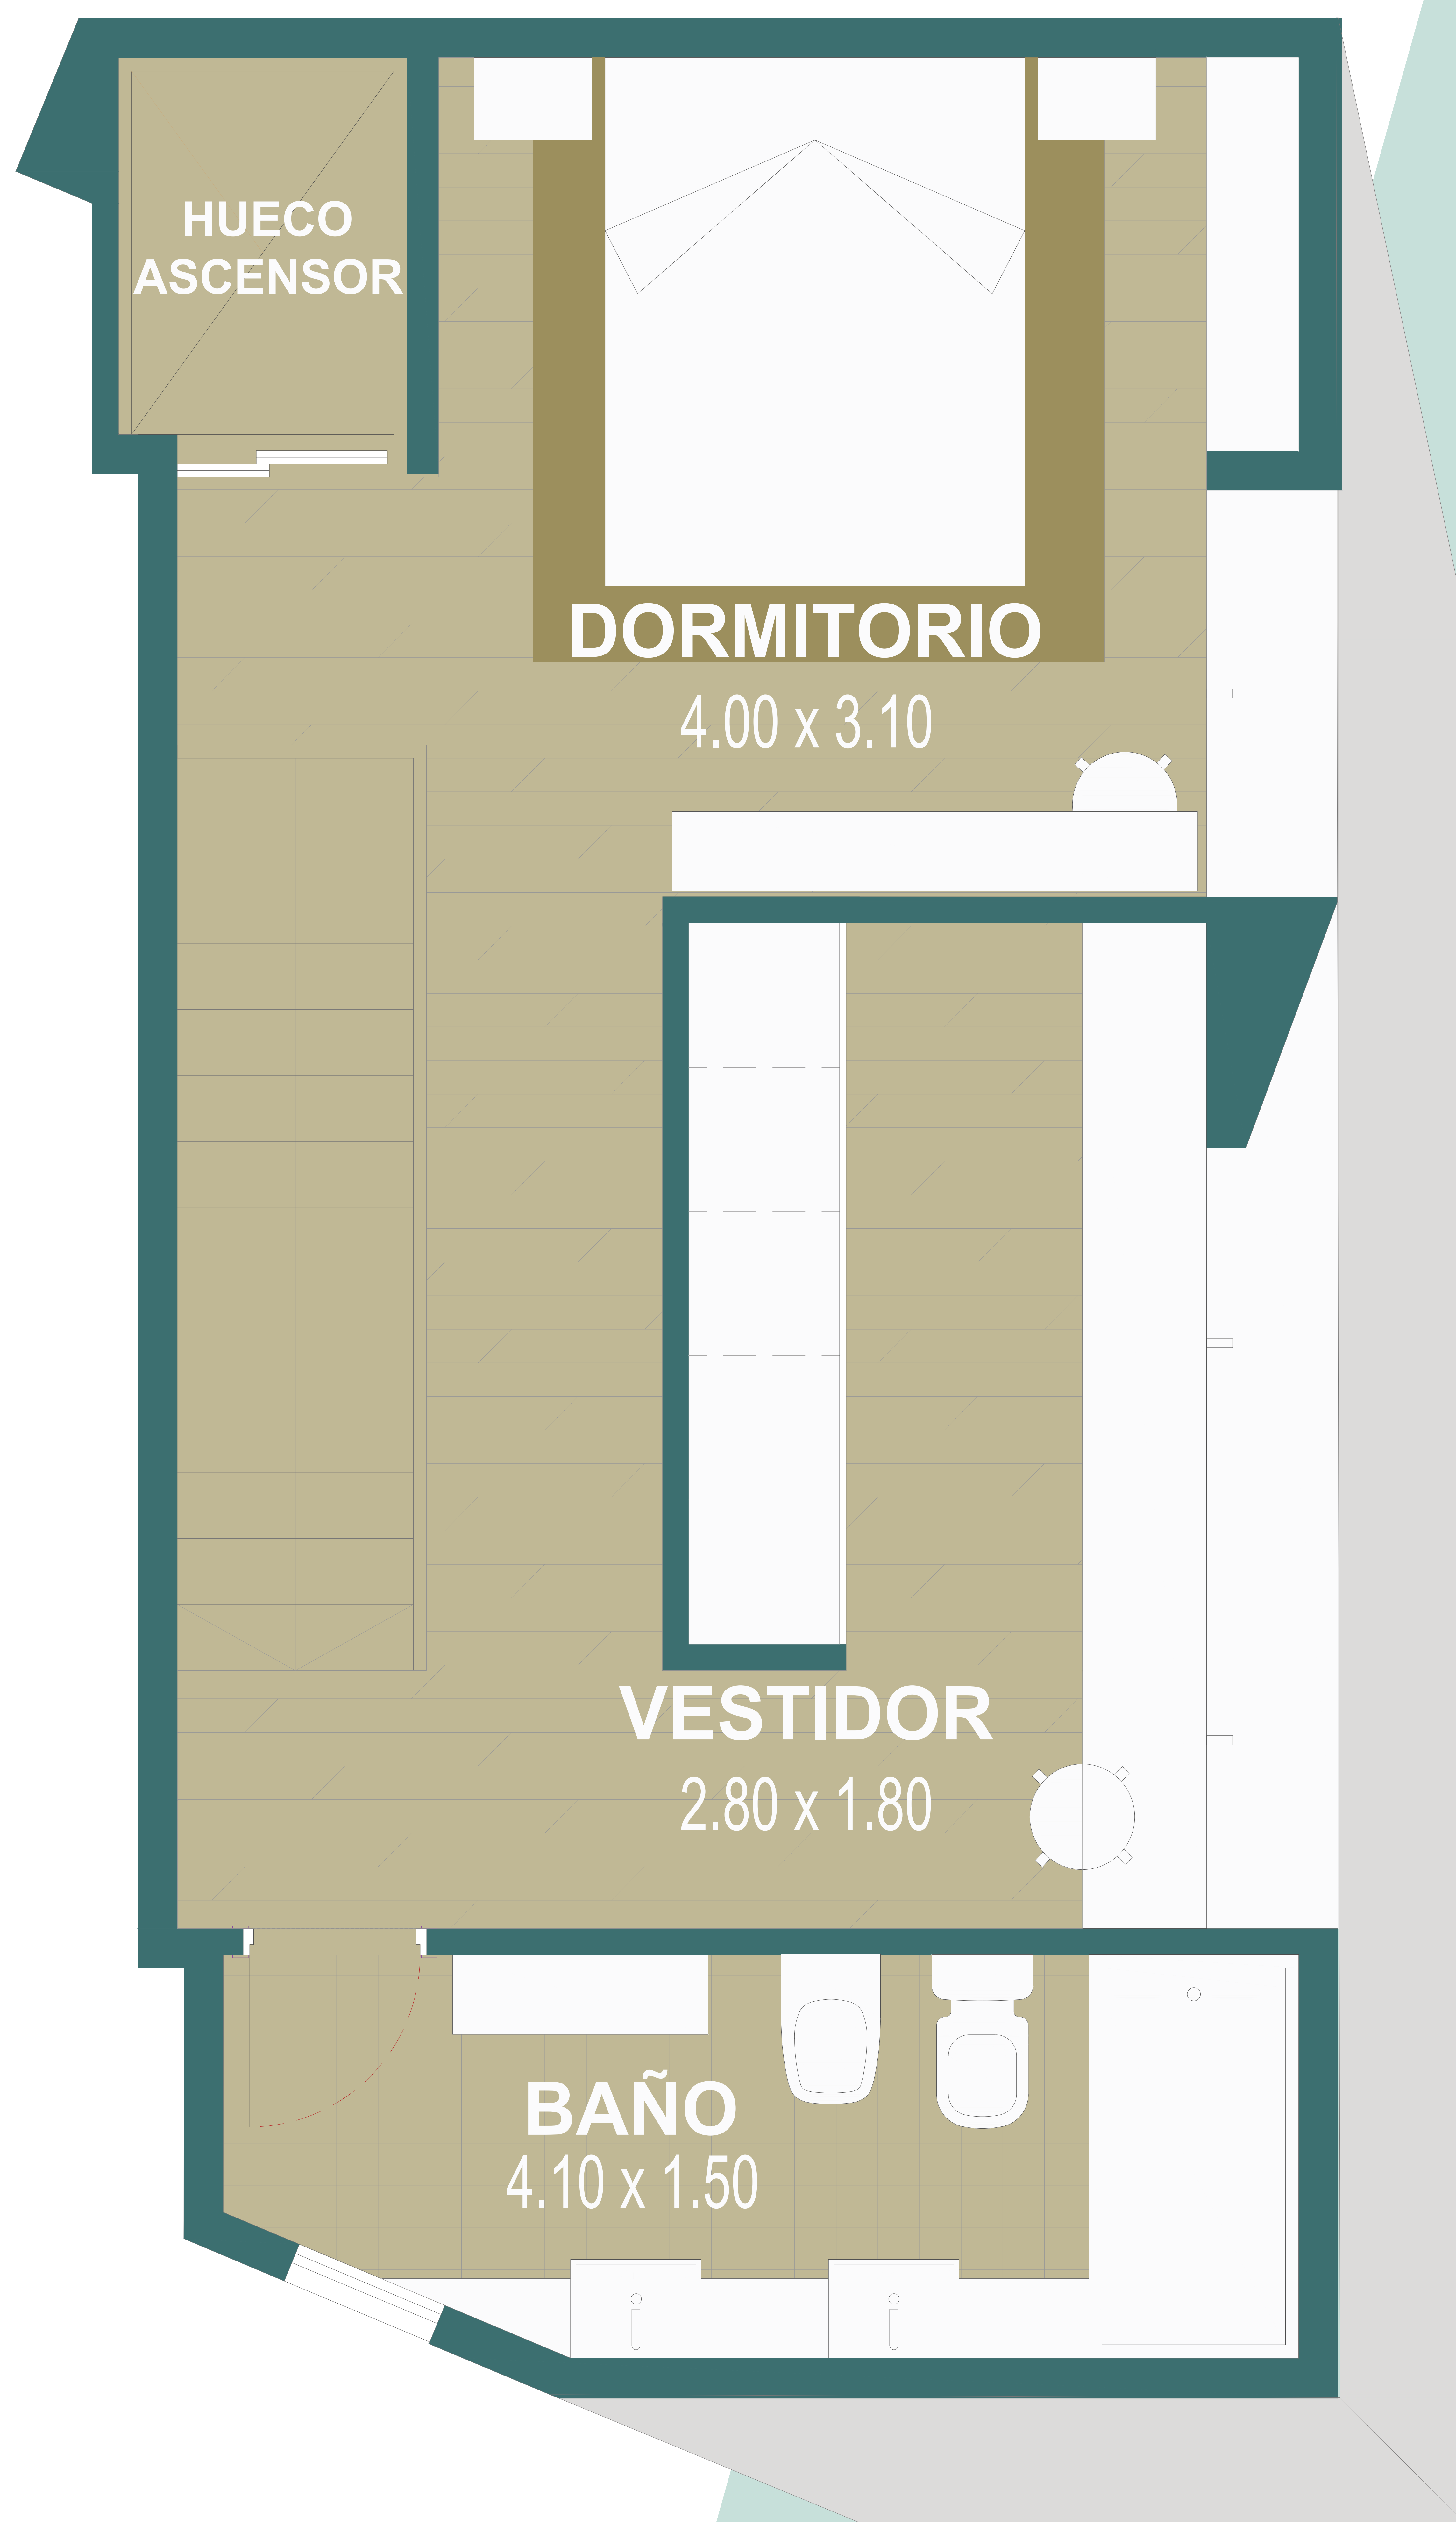 HUECO
ASCENSOR
DORMITORIO
4.00 x 3.10
VESTIDOR
2.80 x 1.80
BAÑO
4.10 x 1.50